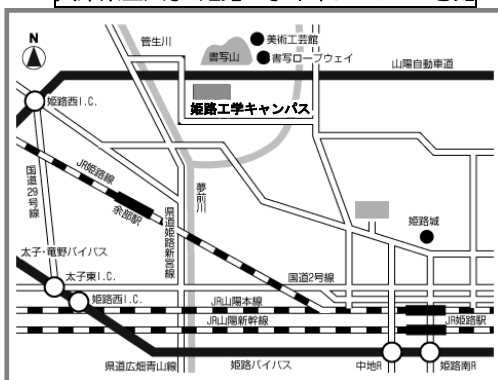 N
管生川
美術工芸館
書写山
書写ロープウェイ
山陽自動車道
姫路西I.C.
姫路工学キャンパス
国道29号線
JR姫路線
余部駅
県道姫路新宮線
夢前川
姫路城
太子・竜野バイパス
太子東I.C.
国道2号線
姫路西I.C.
JR山陽本線
JR山陽新幹線
JR姫路駅
県道広畑青山線
姫路バイパス
中地R
姫路南R